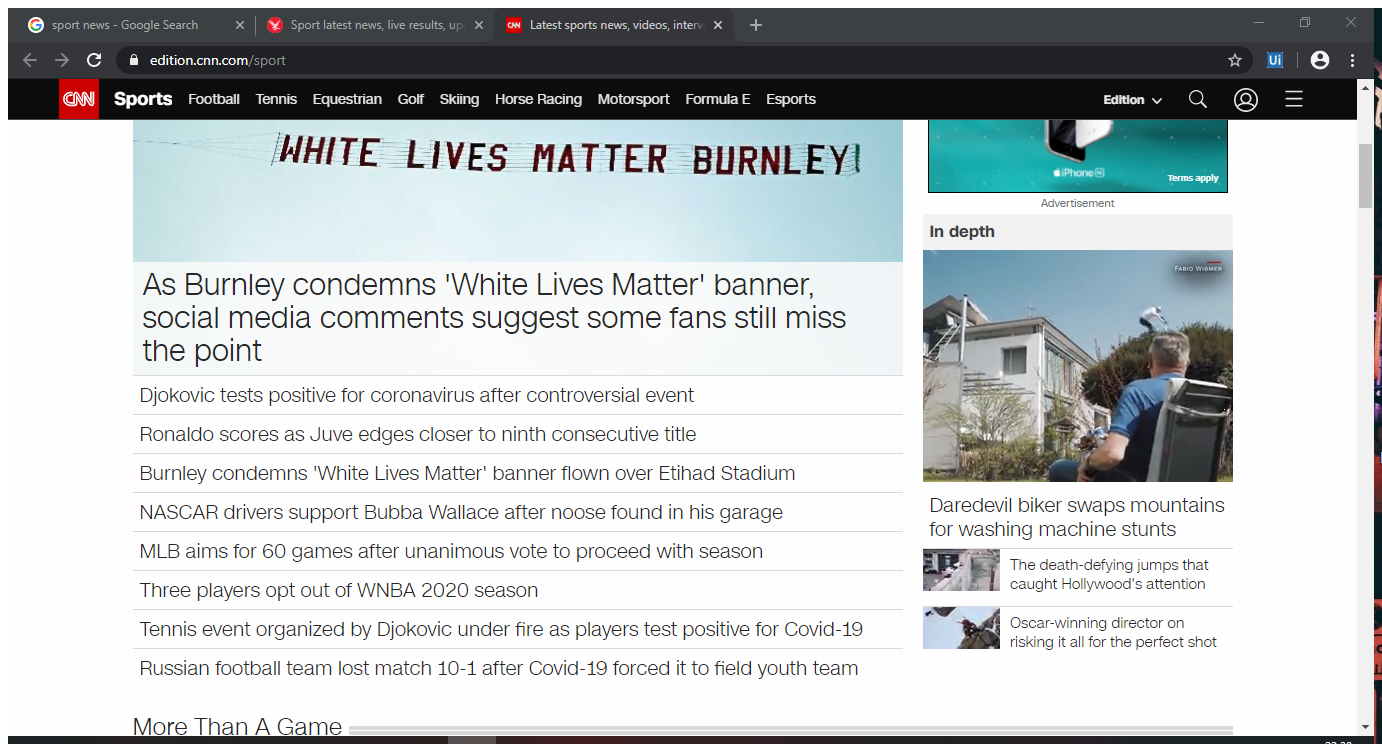 sport news - Google Search
Sport latest news, live results, up
Latest sports news, videos, interv
edition.cnn.com/sport
Ui
CNN Sports Football Tennis Equestrian Golf Skiing Horse Racing Motorsport Formula E Esports Edition
WHITE LIVES MATTER BURNLEY!
As Burnley condemns 'White Lives Matter' banner,
social media comments suggest some fans still miss
the point
Djokovic tests positive for coronavirus after controversial event
Ronaldo scores as Juve edges closer to ninth consecutive title
Burnley condemns 'White Lives Matter' banner flown over Etihad Stadium
NASCAR drivers support Bubba Wallace after noose found in his garage
MLB aims for 60 games after unanimous vote to proceed with season
Three players opt out of WNBA 2020 season
Tennis event organized by Djokovic under fire as players test positive for Covid-19
Russian football team lost match 10-1 after Covid-19 forced it to field youth team
More Than A Game
iPhone SE
Terms apply
Advertisement
In depth
FABIO WIBMER
Daredevil biker swaps mountains
for washing machine stunts
The death-defying jumps that
caught Hollywood's attention
Oscar-winning director on
risking it all for the perfect shot